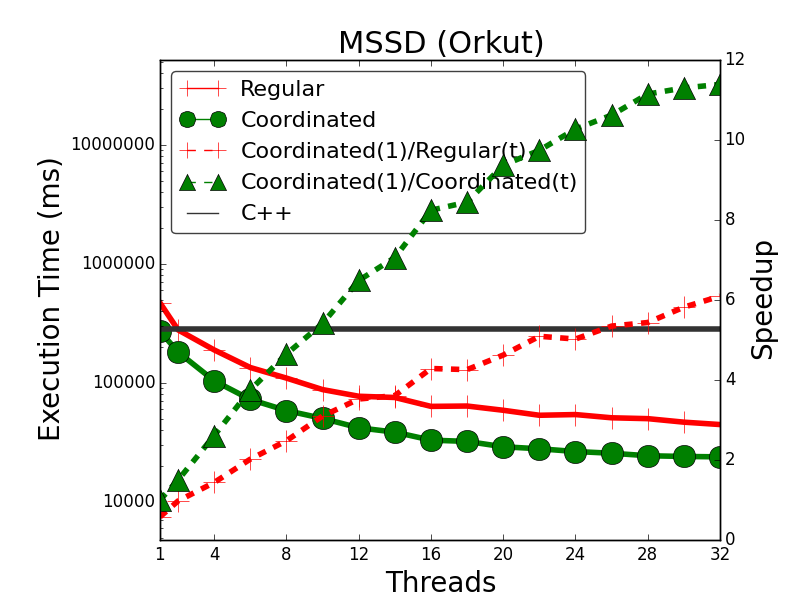 MSSD (Orkut)
Regular
Coordinated
Coordinated(1)/Regular(t)
Coordinated(1)/Coordinated(t)
C++
Execution Time (ms)
10000000
1000000
100000
10000
Speedup
12
10
8
6
4
2
0
1 4 8 12 16 20 24 28 32
Threads